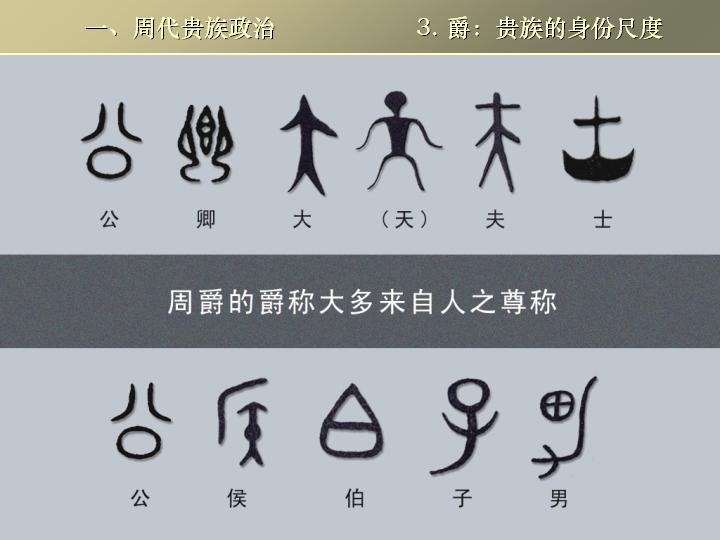 一、周代贵族政治 3. 爵：贵族的身份尺度
公 卿 大 （天） 夫 士
周爵的爵称大多来自人之尊称
公 侯 伯 子 男